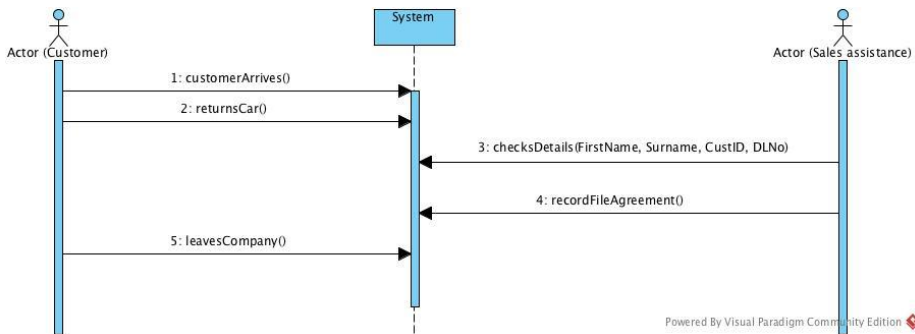 System
Actor (Customer)
Actor (Sales assistance)
1: customerArrives()
2: returnsCar()
3: checksDetails(FirstName, Surname, CustID, DLNo)
4: recordFileAgreement()
5: leavesCompany()
Powered By Visual Paradigm Community Edition